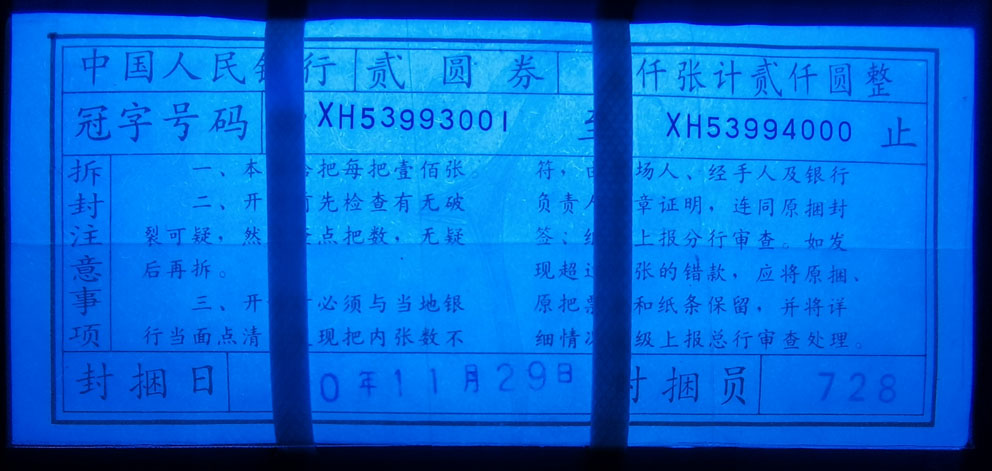 中国人民 行 贰圆券 仟张计贰仟圆整
冠字号码 XH53993001 至 XH53994000 止
拆封注意事项
一、本 把每把壹佰张。
二、开 前先检查有无破
裂可疑，然 点把数，无疑
后再拆。
三、开 必须与当地银
行当面点清 现把内张数不
符，由 场人、经手人及银行
负责人 章证明，连同原捆封
签、纸 上报分行审查。如发
现超过 张的错款，应将原捆、
原把票 和纸条保留，并将详
细情况 级上报总行审查处理。
封捆日 0年11月29日 封捆员 728